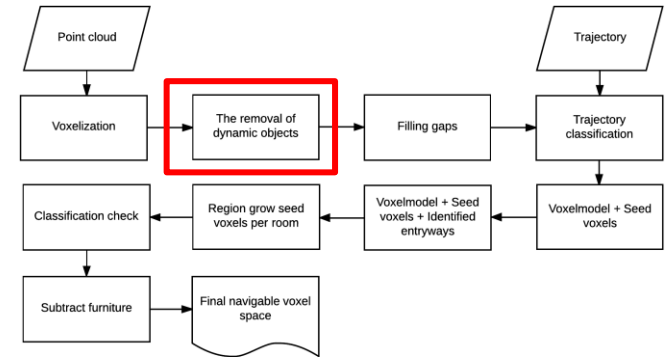 Point cloud
Trajectory
Voxelization
The removal of
dynamic objects
Filling gaps
Trajectory
classification
Classification check
Region grow seed
voxels per room
Voxelmodel + Seed
voxels + Identified
entryways
Voxelmodel + Seed
voxels
Subtract furniture
Final navigable voxel
space